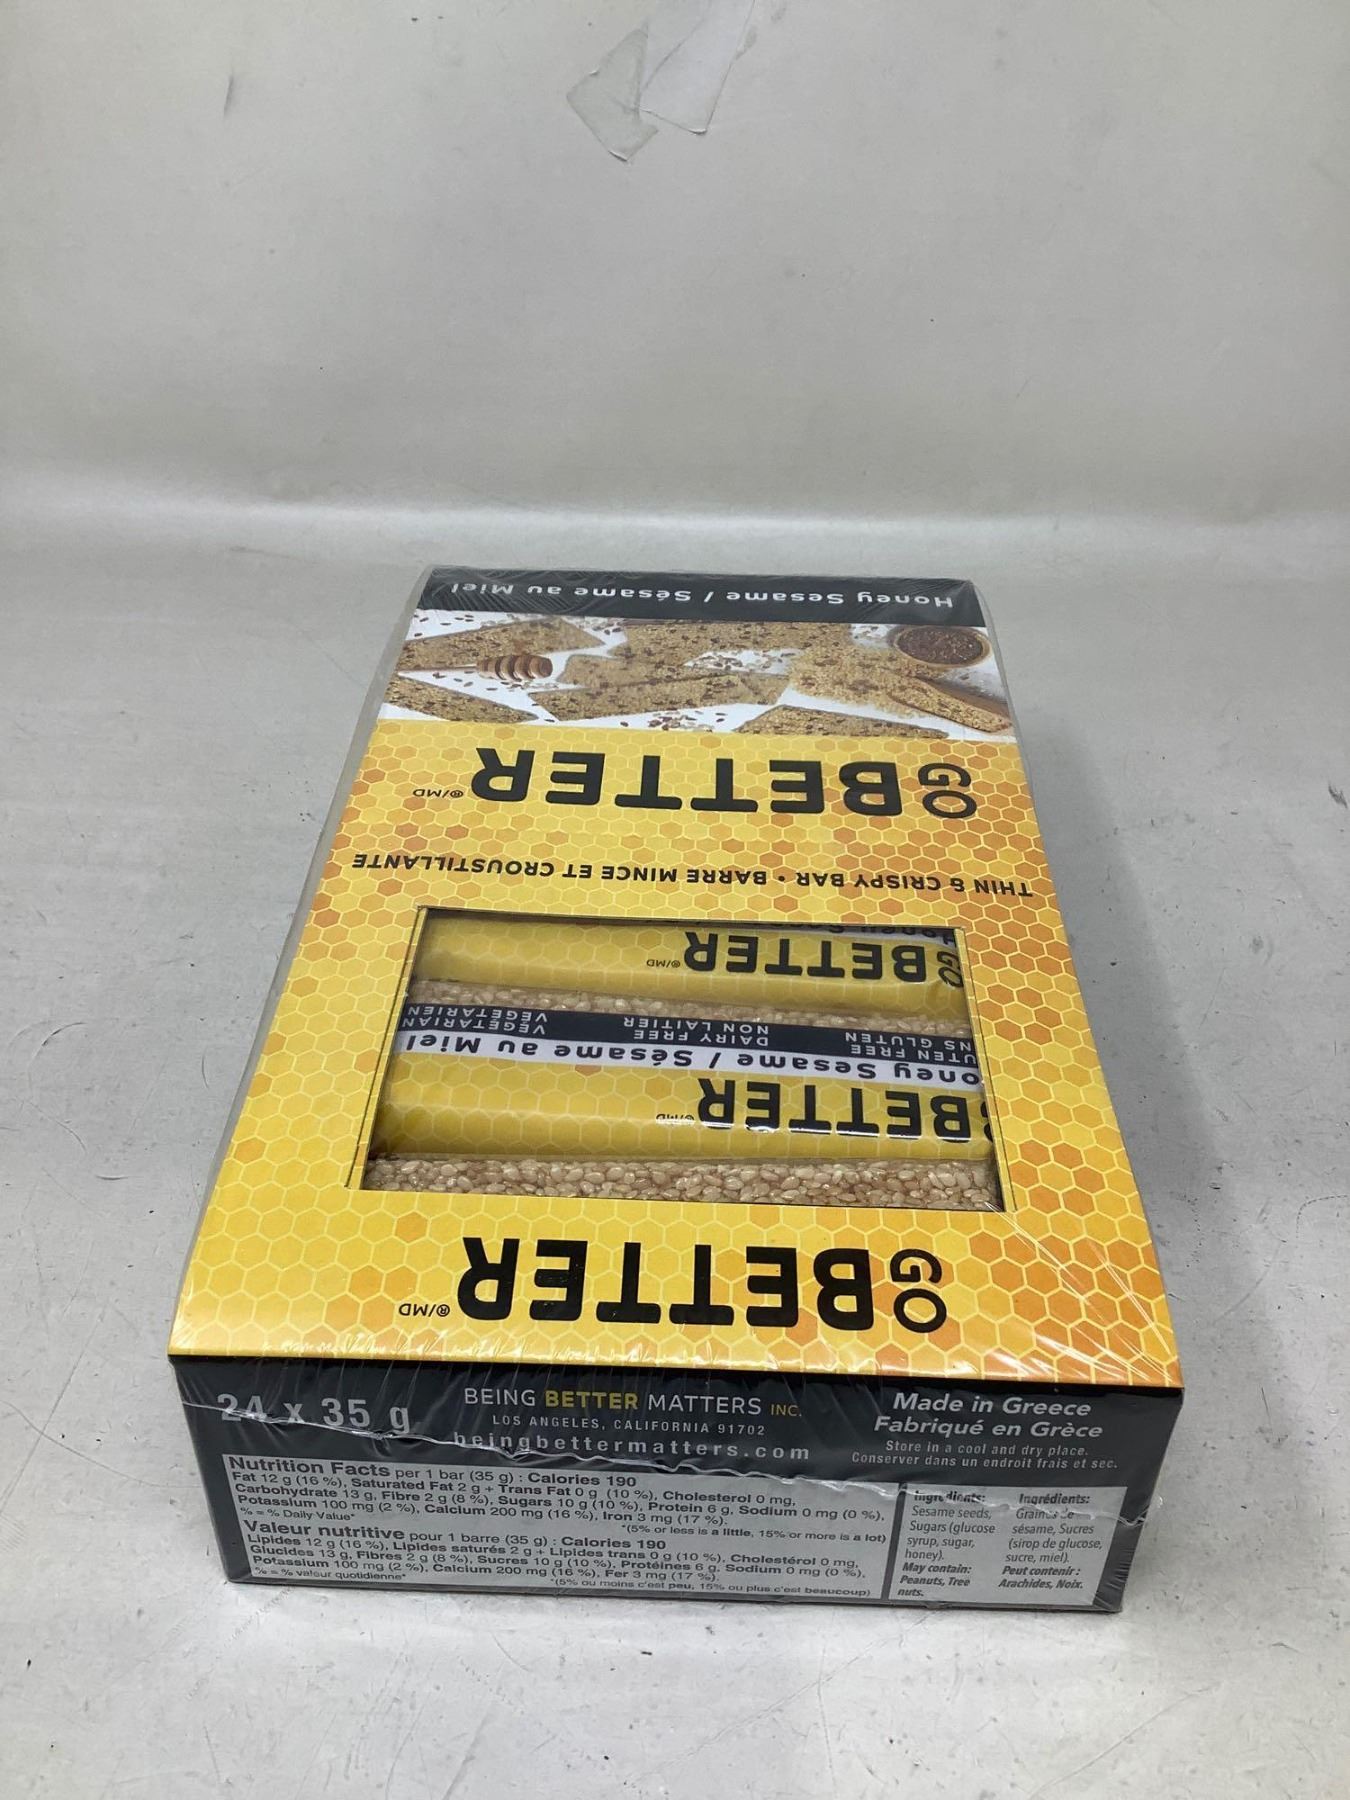 Honey Sesame / Sésame au Miel
GO BETTER ®/MD
THIN & CRISPY BAR • BARRE MINCE ET CROUSTILLANTE
GO BETTER ®/MD
UTEN FREE DAIRY FREE VEGETARIAN
NS GLUTEN NON LAITIER VÉGÉTARIEN
oney Sesame / Sésame au Miel
BETTER ®/MD
GO BETTER ®/MD
24 x 35 g
BEING BETTER MATTERS INC.
LOS ANGELES, CALIFORNIA 91702
beingbettermatters.com
Made in Greece
Fabriqué en Grèce
Store in a cool and dry place.
Conserver dans un endroit frais et sec.
Nutrition Facts per 1 bar (35 g) : Calories 190
Fat 12 g (16 %), Saturated Fat 2 g + Trans Fat 0 g (10 %), Cholesterol 0 mg,
Carbohydrate 13 g, Fibre 2 g (8 %), Sugars 10 g (10 %), Protein 6 g, Sodium 0 mg (0 %),
Potassium 100 mg (2 %), Calcium 200 mg (16 %), Iron 3 mg (17 %).
% = % Daily Value* *(5% or less is a little, 15% or more is a lot)
Valeur nutritive pour 1 barre (35 g) : Calories 190
Lipides 12 g (16 %), Lipides saturés 2 g + Lipides trans 0 g (10 %), Cholestérol 0 mg,
Glucides 13 g, Fibres 2 g (8 %), Sucres 10 g (10 %), Protéines 6 g, Sodium 0 mg (0 %),
Potassium 100 mg (2 %), Calcium 200 mg (16 %), Fer 3 mg (17 %).
% = % valeur quotidienne* *(5% ou moins c'est peu, 15% ou plus c'est beaucoup)
Ingredients:
Sesame seeds,
Sugars (glucose
syrup, sugar,
honey).
May contain:
Peanuts, Tree
nuts.
Ingrédients:
Graines de
sésame, Sucres
(sirop de glucose,
sucre, miel).
Peut contenir :
Arachides, Noix.